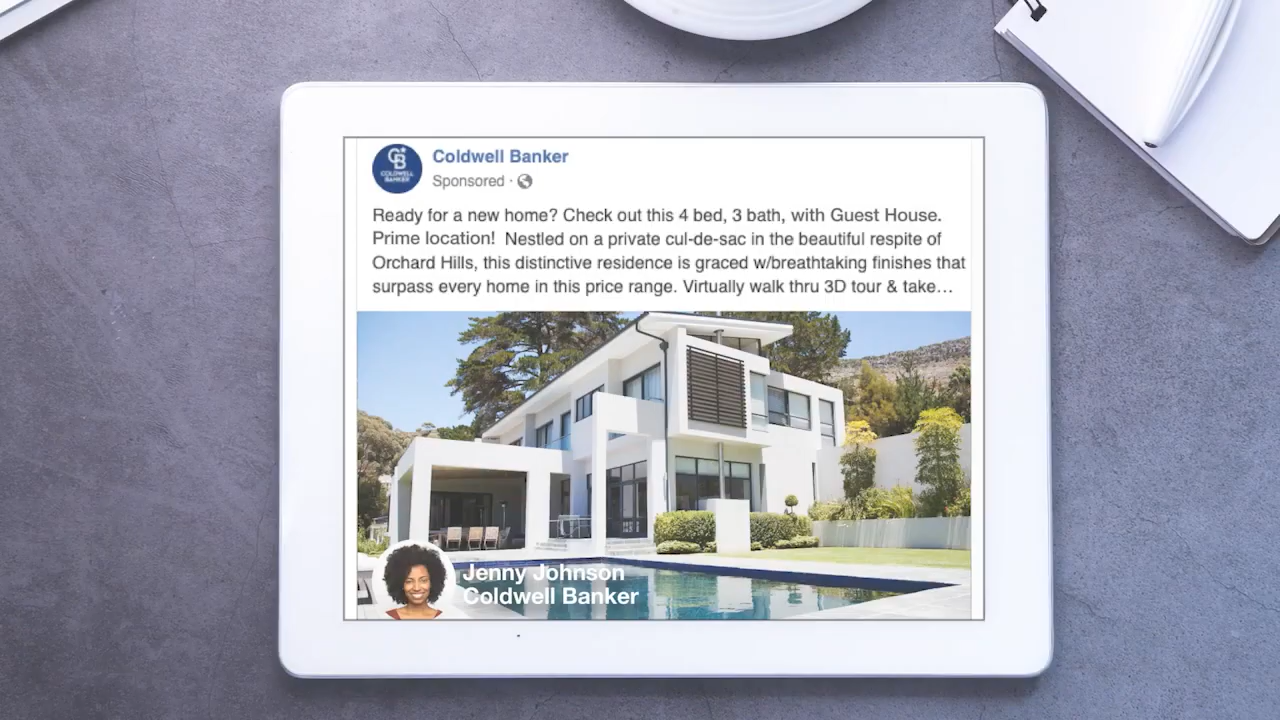 CB
COLDWELL
BANKER
Coldwell Banker
Sponsored ·
Ready for a new home? Check out this 4 bed, 3 bath, with Guest House.
Prime location!  Nestled on a private cul-de-sac in the beautiful respite of
Orchard Hills, this distinctive residence is graced w/breathtaking finishes that
surpass every home in this price range. Virtually walk thru 3D tour & take…
Jenny Johnson
Coldwell Banker